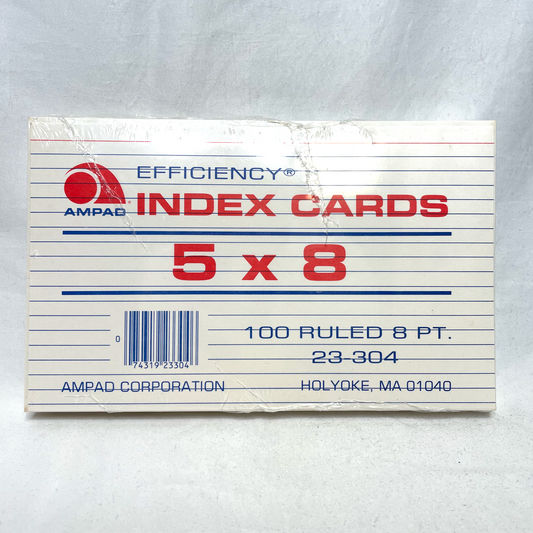 EFFICIENCY®
AMPAD®
INDEX CARDS
5 x 8
100 RULED 8 PT.
23-304
0 74319 23304
AMPAD CORPORATION
HOLYOKE, MA 01040